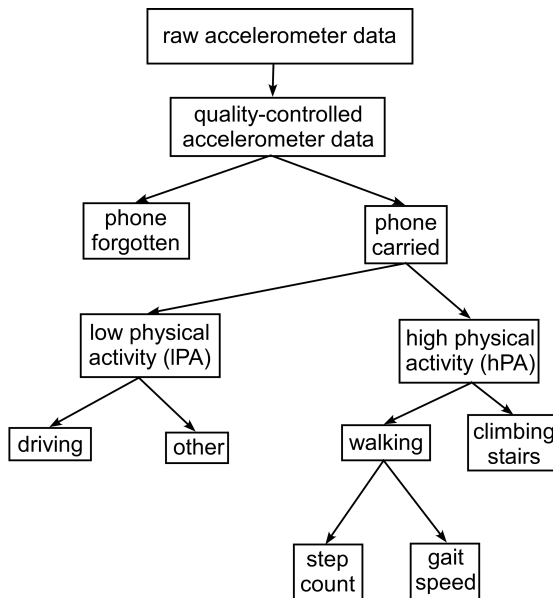 raw accelerometer data
quality-controlled
accelerometer data
phone
forgotten
phone
carried
low physical
activity (lPA)
high physical
activity (hPA)
driving
other
walking
climbing
stairs
step
count
gait
speed